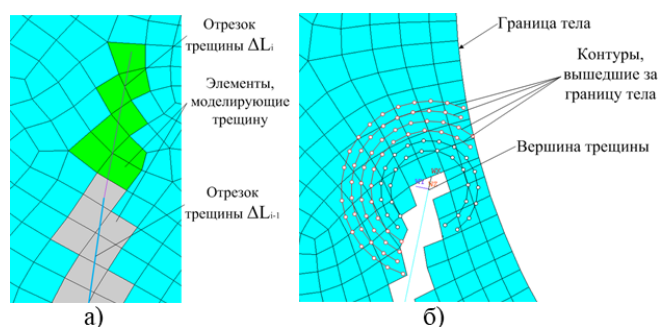 Отрезок
трещины ΔLi
Элементы,
моделирующие
трещину
Отрезок
трещины ΔLi-1
а)
Граница тела
Контуры,
вышедшие за
границу тела
Вершина трещины
б)